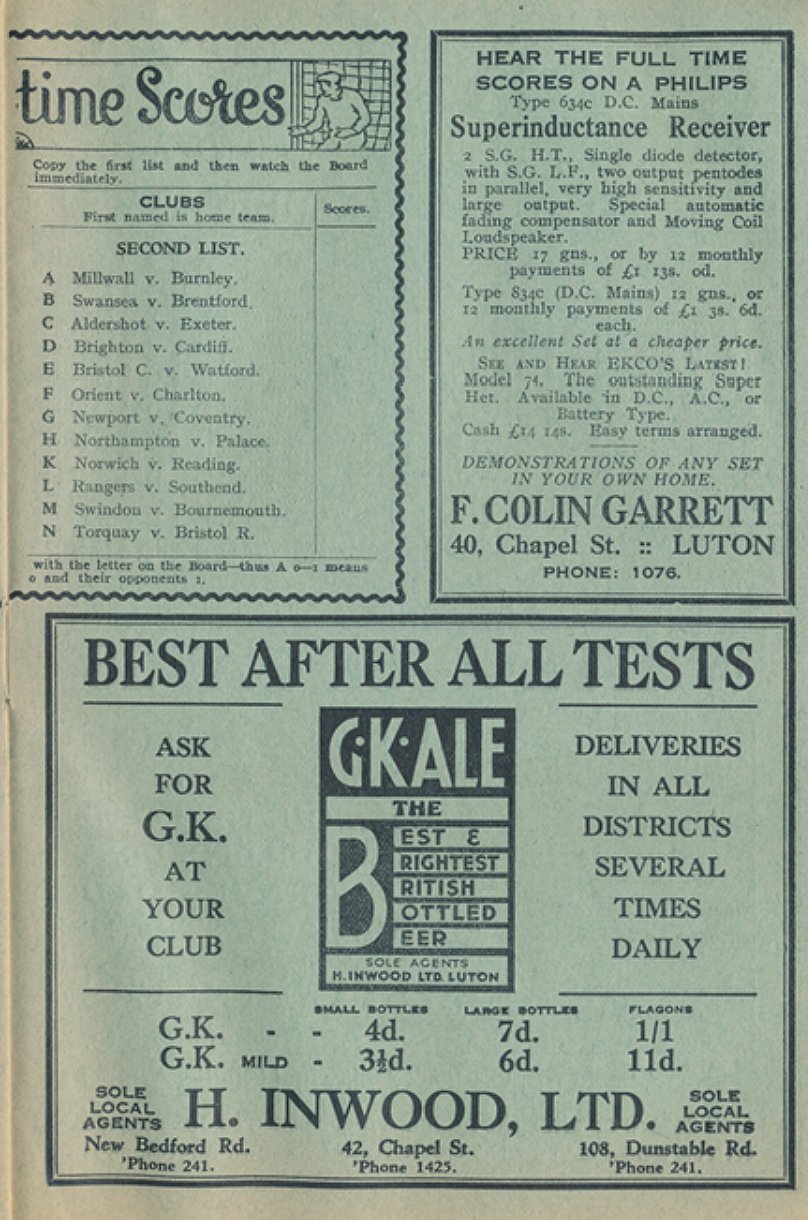 time Scores
Copy the first list and then watch the Board
immediately.
CLUBS
First named is home team.
Scores.
SECOND LIST.
A Millwall v. Burnley.
B Swansea v. Brentford.
C Aldershot v. Exeter.
D Brighton v. Cardiff.
E Bristol C. v. Watford.
F Orient v. Charlton.
G Newport v. Coventry.
H Northampton v. Palace.
K Norwich v. Reading.
L Rangers v. Southend.
M Swindon v. Bournemouth.
N Torquay v. Bristol R.
with the letter on the Board—thus A 0—1 means
0 and their opponents 1.
HEAR THE FULL TIME
SCORES ON A PHILIPS
Type 634c D.C. Mains
Superinductance Receiver
2 S.G. H.T., Single diode detector,
with S.G. L.F., two output pentodes
in parallel, very high sensitivity and
large output. Special automatic
fading compensator and Moving Coil
Loudspeaker.
PRICE 17 gns., or by 12 monthly
payments of £1 13s. 0d.
Type 834c (D.C. Mains) 12 gns., or
12 monthly payments of £1 3s. 6d.
each.
An excellent Set at a cheaper price.
SEE AND HEAR EKCO'S LATEST!
Model 74. The outstanding Super
Het. Available in D.C., A.C., or
Battery Type.
Cash £14 14s. Easy terms arranged.
DEMONSTRATIONS OF ANY SET
IN YOUR OWN HOME.
F. COLIN GARRETT
40, Chapel St. :: LUTON
PHONE: 1076.
BEST AFTER ALL TESTS
ASK
FOR
G.K.
AT
YOUR
CLUB
G·K·ALE
THE
BEST &
BRIGHTEST
BRITISH
BOTTLED
BEER
SOLE AGENTS
H. INWOOD LTD. LUTON
DELIVERIES
IN ALL
DISTRICTS
SEVERAL
TIMES
DAILY
SMALL BOTTLES LARGE BOTTLES FLAGONS
G.K. - - 4d. 7d. 1/1
G.K. MILD - 3½d. 6d. 11d.
SOLE
LOCAL
AGENTS
H. INWOOD, LTD.
SOLE
LOCAL
AGENTS
New Bedford Rd. 42, Chapel St. 108, Dunstable Rd.
'Phone 241. 'Phone 1425. 'Phone 241.